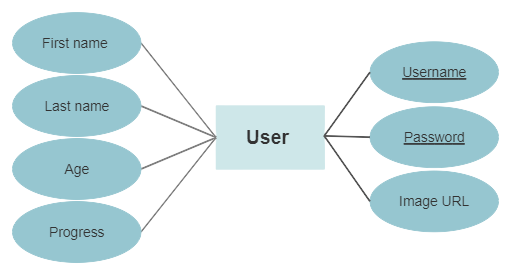 First name
Last name
Age
Progress
User
Username
Password
Image URL